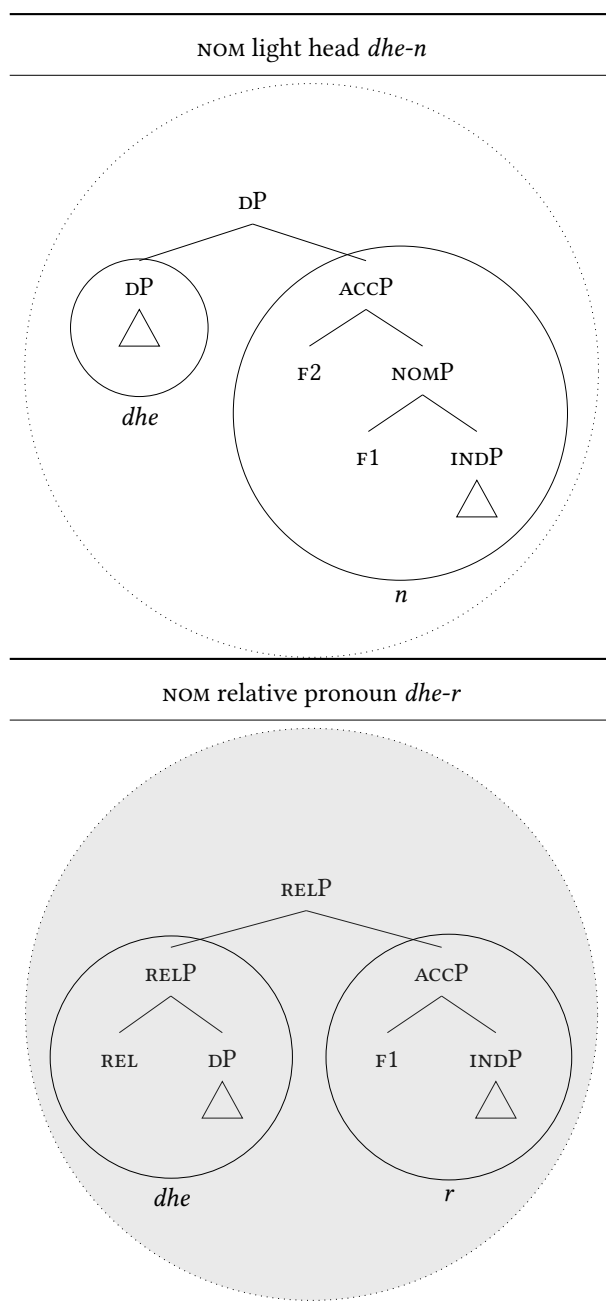 NOM light head dhe-n
DP
DP ACCP
F2 NOMP
dhe
F1 INDP
n
NOM relative pronoun dhe-r
RELP
RELP ACCP
REL DP F1 INDP
dhe r